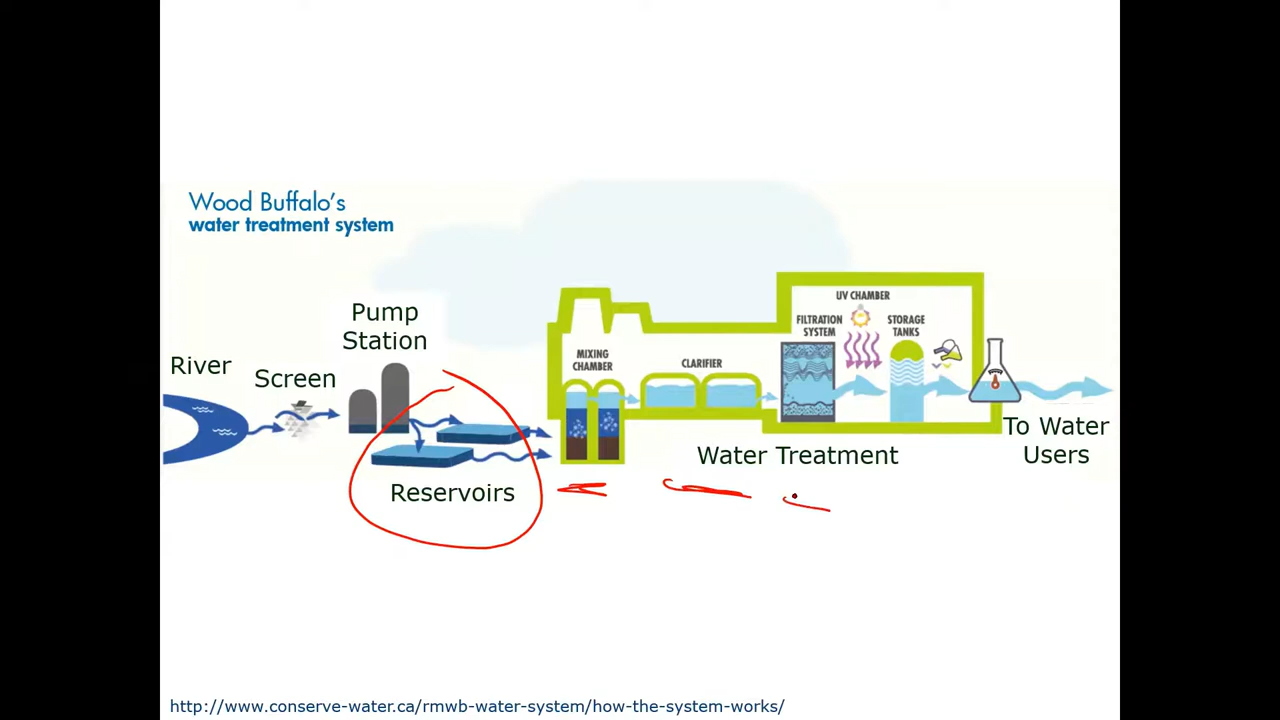 Wood Buffalo's
water treatment system
River
Screen
Pump
Station
Reservoirs
MIXING
CHAMBER
CLARIFIER
FILTRATION
SYSTEM
UV CHAMBER
STORAGE
TANKS
Water Treatment
To Water
Users
http://www.conserve-water.ca/rmwb-water-system/how-the-system-works/